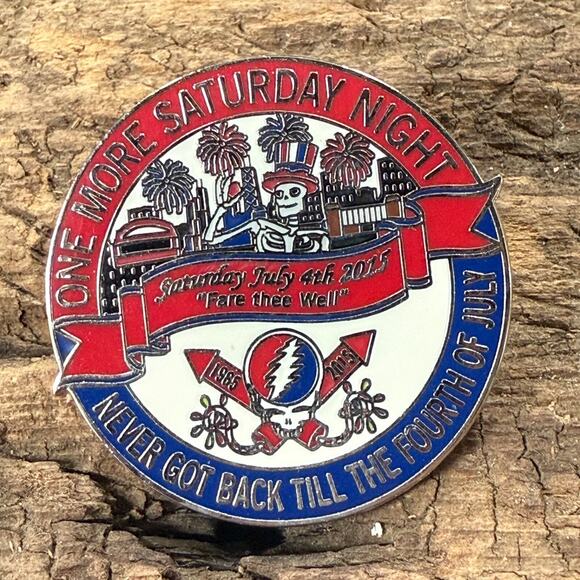 ONE MORE SATURDAY NIGHT
Saturday July 4th 2015
"Fare thee Well"
1965
2015
NEVER GOT BACK TILL THE FOURTH OF JULY